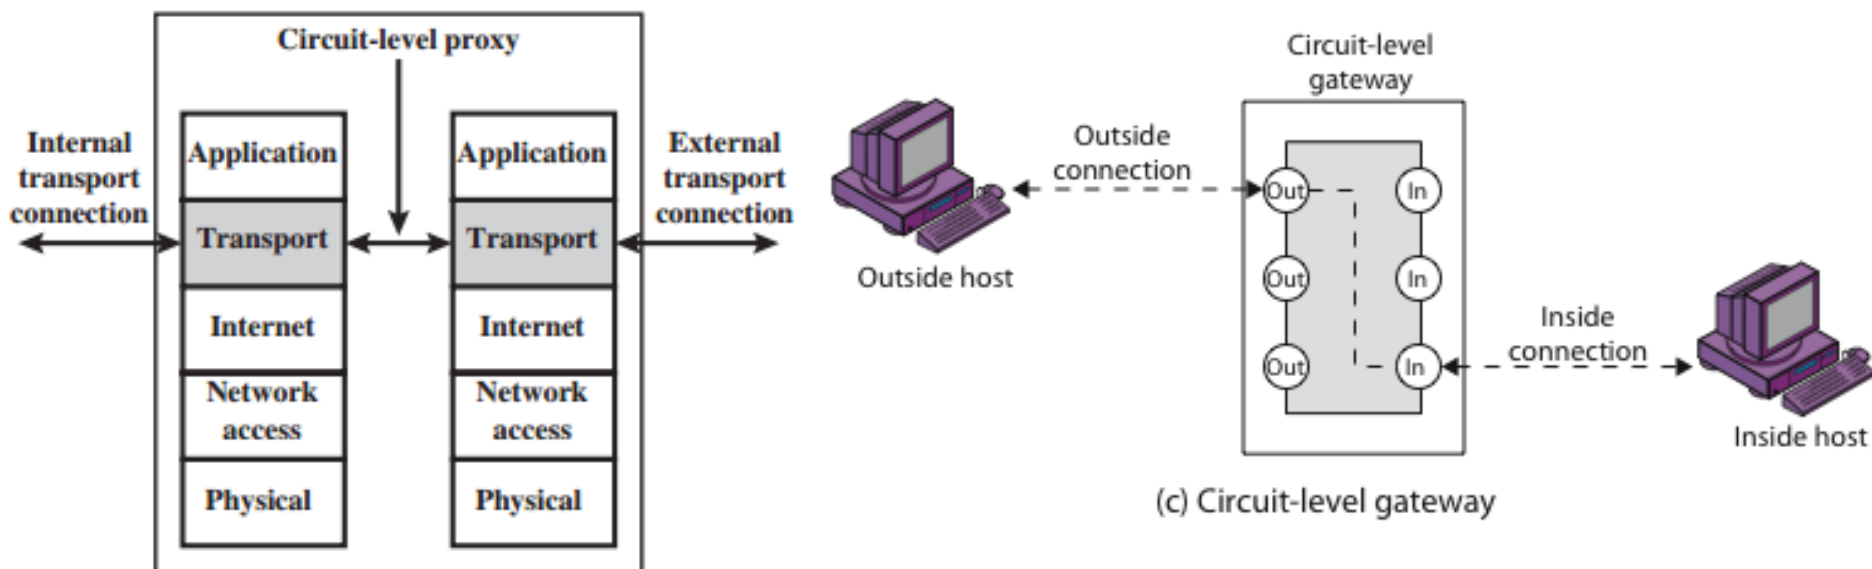 Circuit-level proxy
Internal
transport
connection
Application
Transport
Internet
Network
access
Physical
Application
Transport
Internet
Network
access
Physical
External
transport
connection
Circuit-level
gateway
Outside
connection
Outside host
Out
Out
Out
In
In
In
Inside
connection
Inside host
(c) Circuit-level gateway